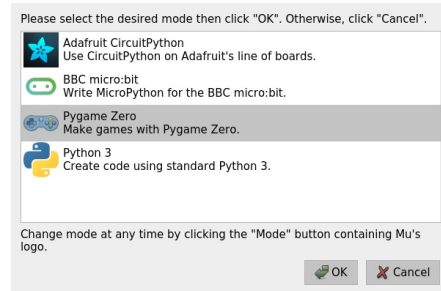 Please select the desired mode then click "OK". Otherwise, click "Cancel".
Adafruit CircuitPython
Use CircuitPython on Adafruit's line of boards.
BBC micro:bit
Write MicroPython for the BBC micro:bit.
Pygame Zero
Make games with Pygame Zero.
Python 3
Create code using standard Python 3.
Change mode at any time by clicking the "Mode" button containing Mu's
logo.
OK Cancel